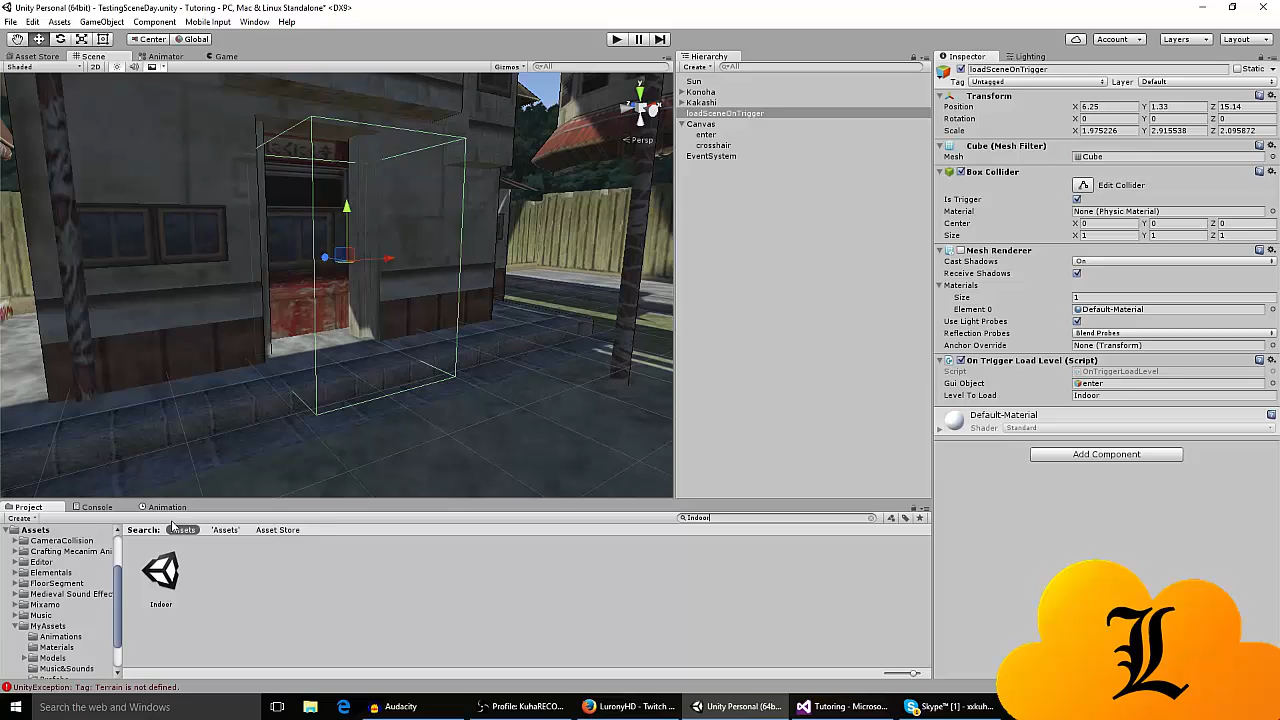 Unity Personal (64bit) - TestingSceneDay.unity - Tutoring - PC, Mac & Linux Standalone* <DX9>
File Edit Assets GameObject Component Mobile Input Window Help
Center Global Account Layers Layout
Asset Store Scene Animator Game
Shaded 2D Gizmos All
Persp
Hierarchy
Create All
Sun
Konoha
Kakashi
loadSceneOnTrigger
Canvas
enter
crosshair
EventSystem
Inspector Lighting
loadSceneOnTrigger Static
Tag Untagged Layer Default
Transform
Position X 6.25 Y 1.33 Z 15.14
Rotation X 0 Y 0 Z 0
Scale X 1.975226 Y 2.915538 Z 2.095872
Cube (Mesh Filter)
Mesh Cube
Box Collider
Edit Collider
Is Trigger
Material None (Physic Material)
Center X 0 Y 0 Z 0
Size X 1 Y 1 Z 1
Mesh Renderer
Cast Shadows On
Receive Shadows
Materials
Size 1
Element 0 Default-Material
Use Light Probes
Reflection Probes Blend Probes
Anchor Override None (Transform)
On Trigger Load Level (Script)
Script OnTriggerLoadLevel
Gui Object enter
Level To Load Indoor
Default-Material
Shader Standard
Add Component
Project Console Animation
Create Indoor
Search: Assets 'Assets' Asset Store
Assets
CameraCollision
Crafting Mecanim Ani
Editor
Elementals
FloorSegment
Medieval Sound Effec
Mixamo
Music
MyAssets
Animations
Materials
Models
Music&Sounds
Indoor
UnityException: Tag: Terrain is not defined.
L
Search the web and Windows
Audacity
Profile: KuhaRECO...
LuronyHD - Twitch ...
Unity Personal (64b...
Tutoring - Microso...
Skype™ [1] - xxkuh...